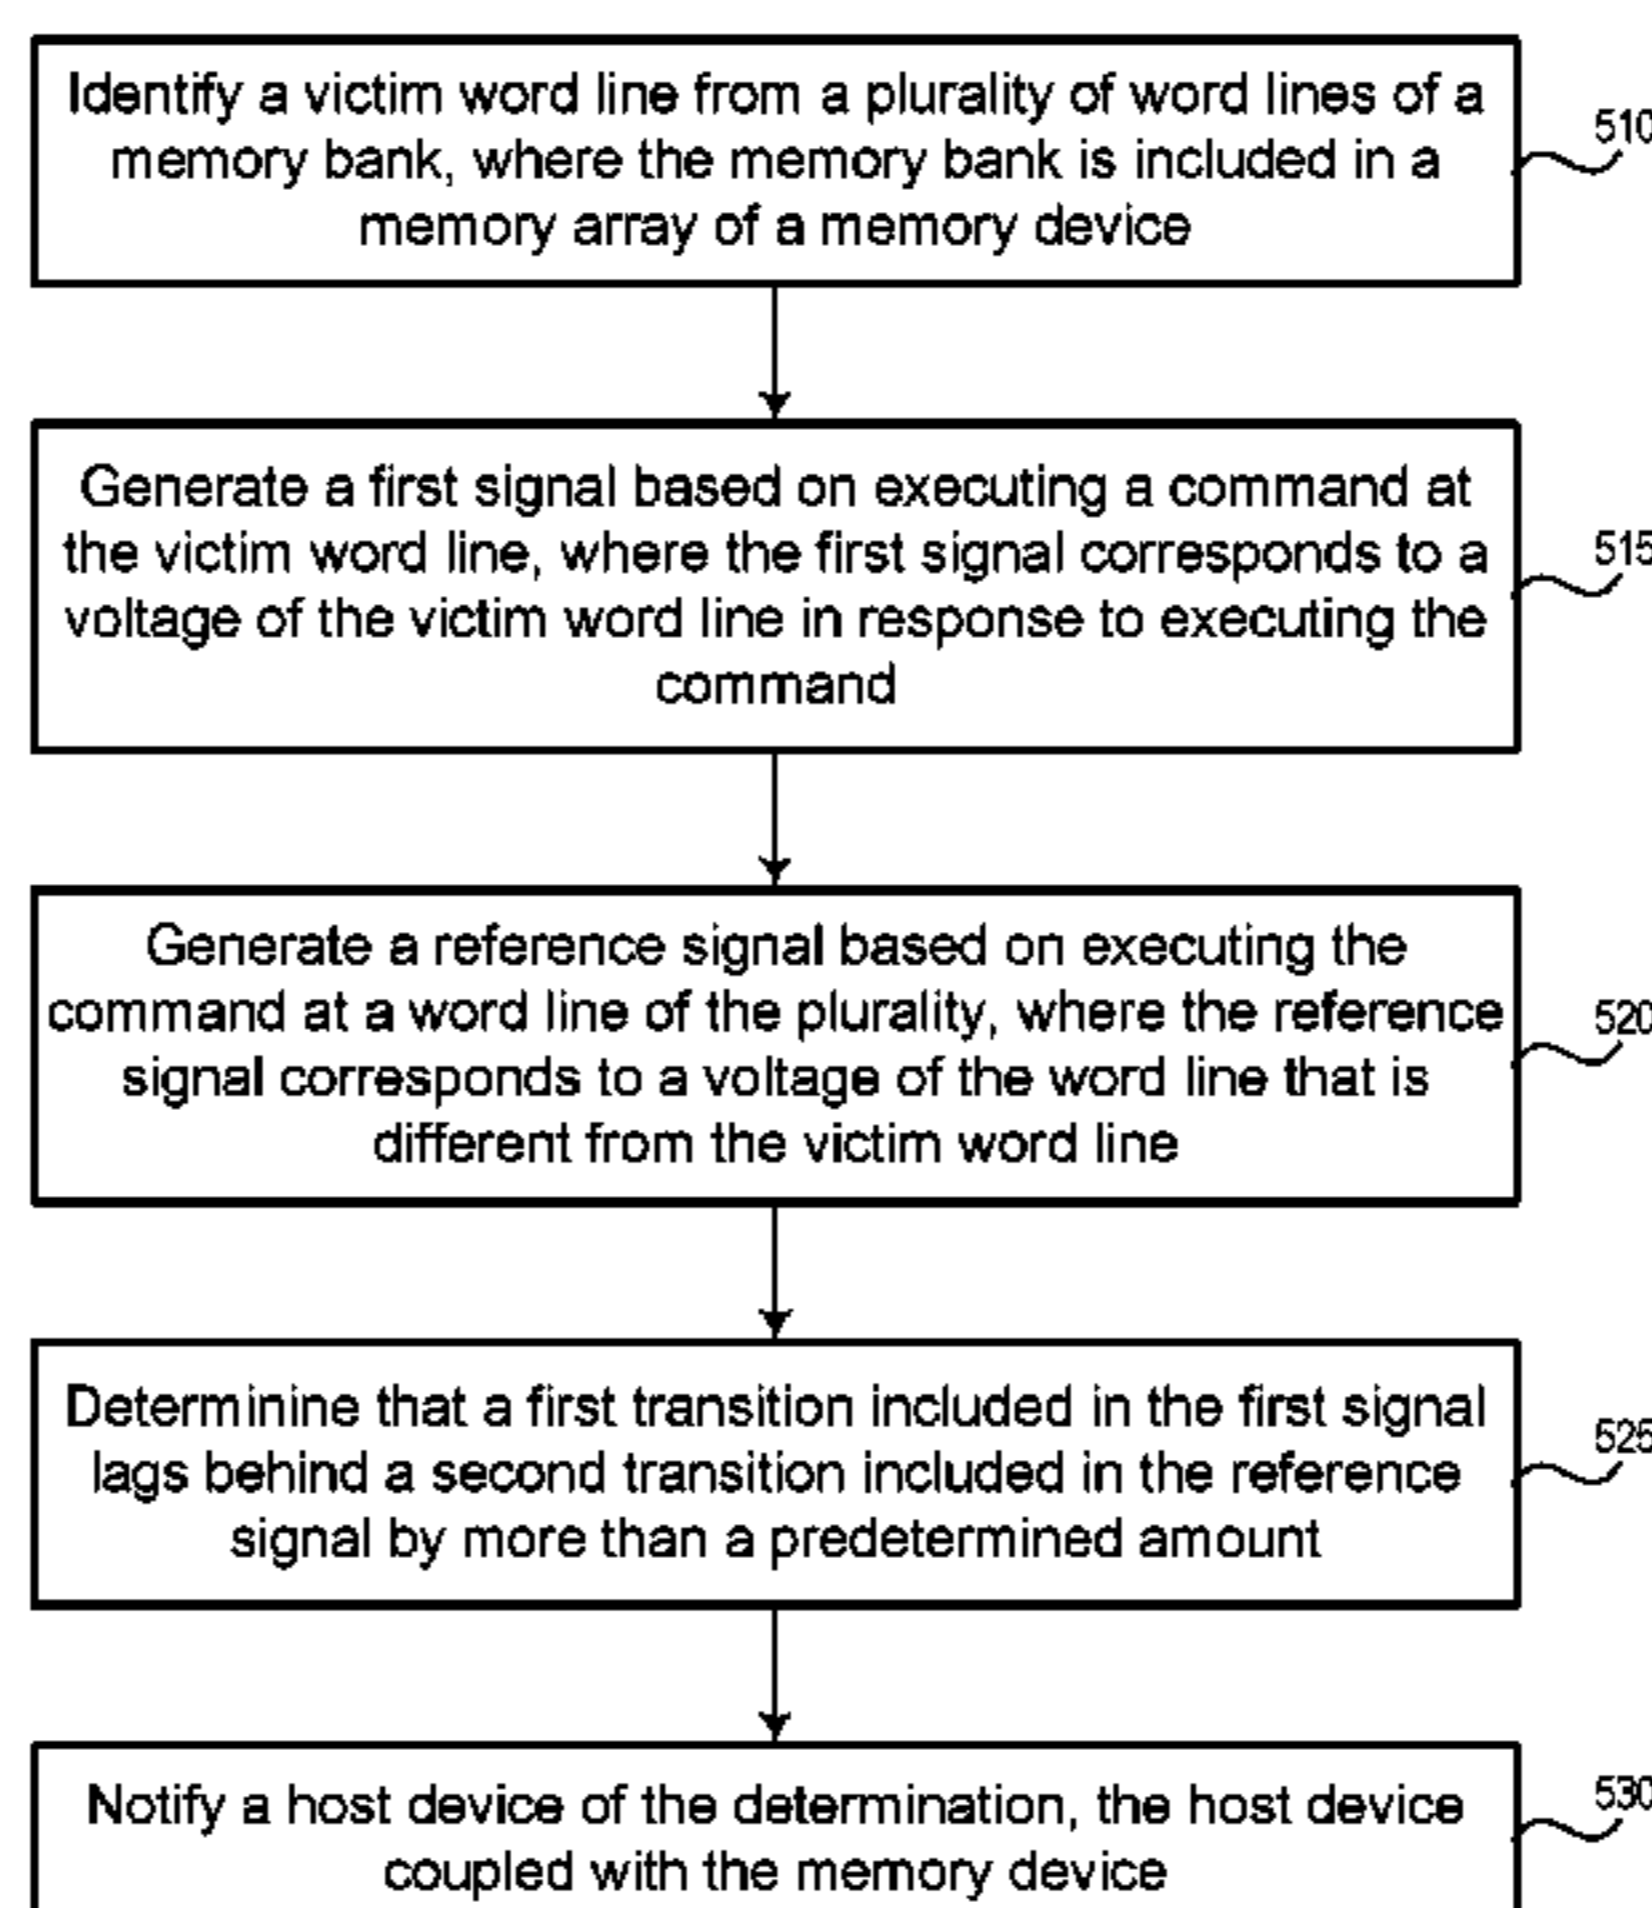 Identify a victim word line from a plurality of word lines of a
memory bank, where the memory bank is included in a
memory array of a memory device
510
Generate a first signal based on executing a command at
the victim word line, where the first signal corresponds to a
voltage of the victim word line in response to executing the
command
515
Generate a reference signal based on executing the
command at a word line of the plurality, where the reference
signal corresponds to a voltage of the word line that is
different from the victim word line
520
Determinine that a first transition included in the first signal
lags behind a second transition included in the reference
signal by more than a predetermined amount
525
Notify a host device of the determination, the host device
coupled with the memory device
530